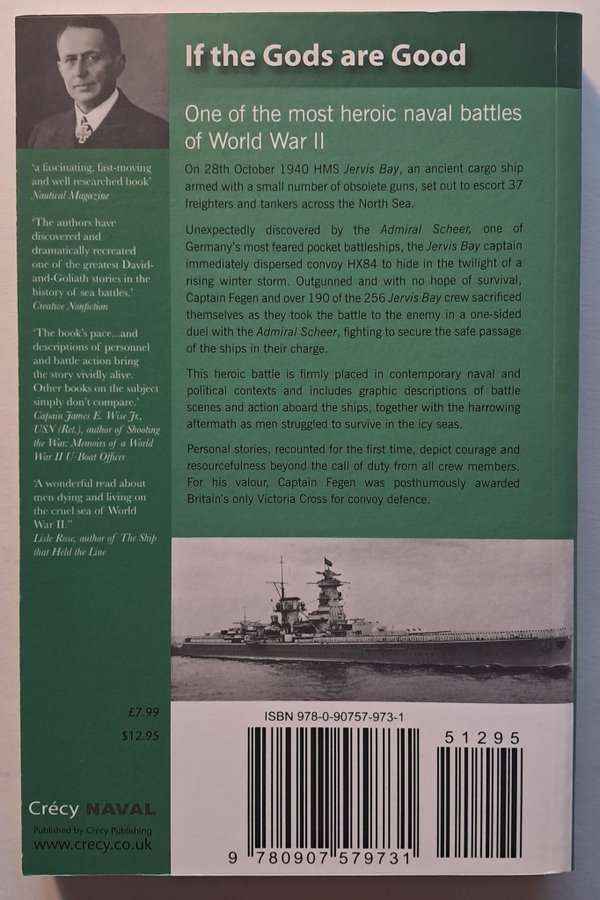 If the Gods are Good
One of the most heroic naval battles
of World War II
On 28th October 1940 HMS Jervis Bay, an ancient cargo ship
armed with a small number of obsolete guns, set out to escort 37
freighters and tankers across the North Sea.
Unexpectedly discovered by the Admiral Scheer, one of
Germany's most feared pocket battleships, the Jervis Bay captain
immediately dispersed convoy HX84 to hide in the twilight of a
rising winter storm. Outgunned and with no hope of survival,
Captain Fegen and over 190 of the 256 Jervis Bay crew sacrificed
themselves as they took the battle to the enemy in a one-sided
duel with the Admiral Scheer, fighting to secure the safe passage
of the ships in their charge.
This heroic battle is firmly placed in contemporary naval and
political contexts and includes graphic descriptions of battle
scenes and action aboard the ships, together with the harrowing
aftermath as men struggled to survive in the icy seas.
Personal stories, recounted for the first time, depict courage and
resourcefulness beyond the call of duty from all crew members.
For his valour, Captain Fegen was posthumously awarded
Britain's only Victoria Cross for convoy defence.
'a fascinating, fast-moving
and well researched book'
Nautical Magazine
'The authors have
discovered and
dramatically recreated
one of the greatest David-
and-Goliath stories in the
history of sea battles.'
Creative Nonfiction
'The book's pace...and
descriptions of personnel
and battle action bring
the story vividly alive.
Other books on the subject
simply don't compare.'
Capain James E. Wise Jr.,
USN (Ret.), author of Shooting
the War: Memoirs of a World
War II U-Boat Officer
'A wonderful read about
men dying and living on
the cruel sea of World
War II."
Lisle Rose, author of The Ship
that Held the Line
£7.99
$12.95
Crécy NAVAL
Published by Crecy Publishing
www.crecy.co.uk
ISBN 978-0-90757-973-1
51295
9 780907 579731